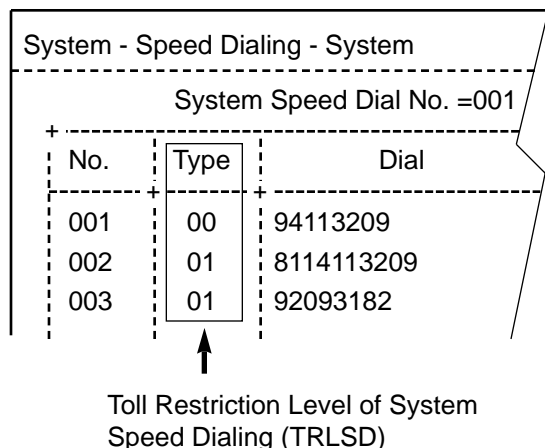 System - Speed Dialing - System
System Speed Dial No. =001
No. Type Dial
001 00 94113209
002 01 8114113209
003 01 92093182
Toll Restriction Level of System
Speed Dialing (TRLSD)